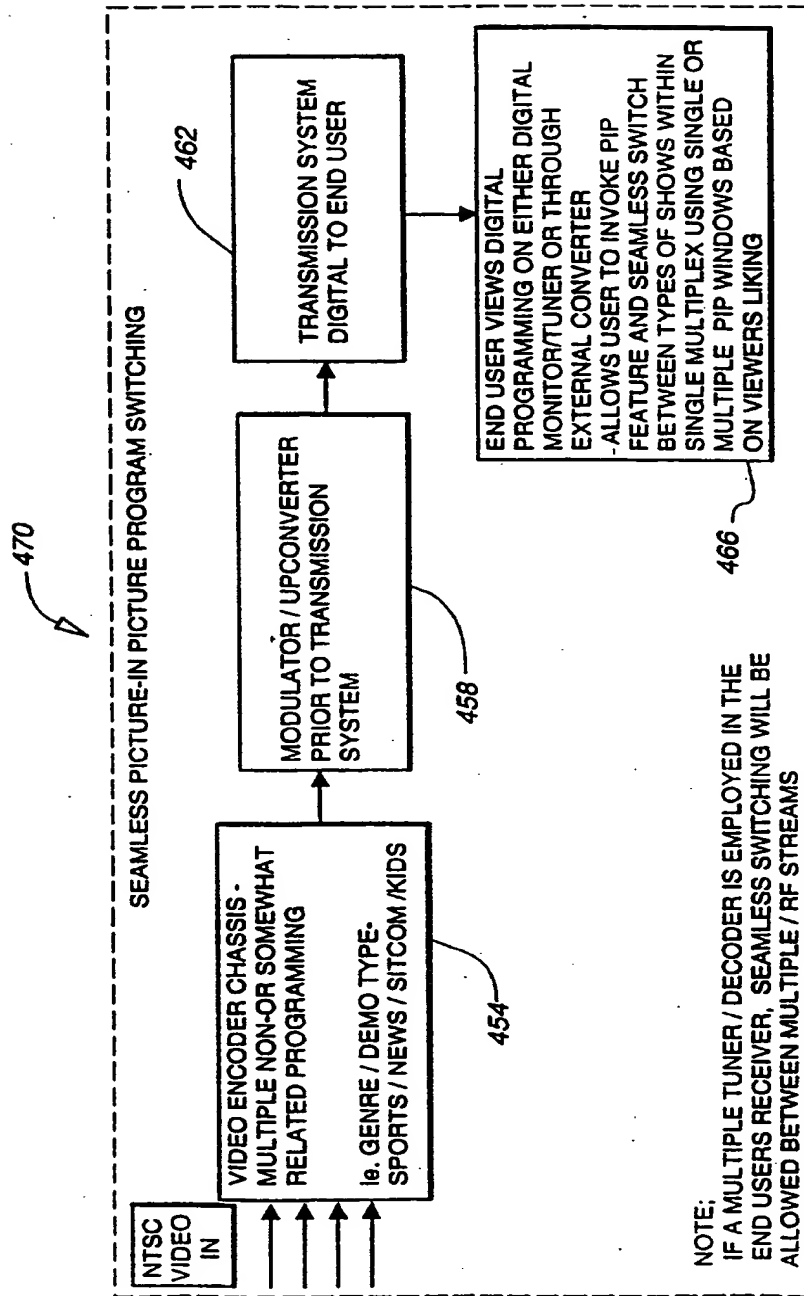 470
SEAMLESS PICTURE-IN PICTURE PROGRAM SWITCHING
NTSC
VIDEO
IN
VIDEO ENCODER CHASSIS -
MULTIPLE NON-OR SOMEWHAT
RELATED PROGRAMMING
ie. GENRE / DEMO TYPE-
SPORTS / NEWS / SITCOM /KIDS
454
MODULATOR / UPCONVERTER
PRIOR TO TRANSMISSION
SYSTEM
458
TRANSMISSION SYSTEM
DIGITAL TO END USER
462
END USER VIEWS DIGITAL
PROGRAMMING ON EITHER DIGITAL
MONITOR/TUNER OR THROUGH
EXTERNAL CONVERTER
-ALLOWS USER TO INVOKE PIP
FEATURE AND SEAMLESS SWITCH
BETWEEN TYPES OF SHOWS WITHIN
SINGLE MULTIPLEX USING SINGLE OR
MULTIPLE PIP WINDOWS BASED
ON VIEWERS LIKING
466
NOTE;
IF A MULTIPLE TUNER / DECODER IS EMPLOYED IN THE
END USERS RECEIVER, SEAMLESS SWITCHING WILL BE
ALLOWED BETWEEN MULTIPLE / RF STREAMS